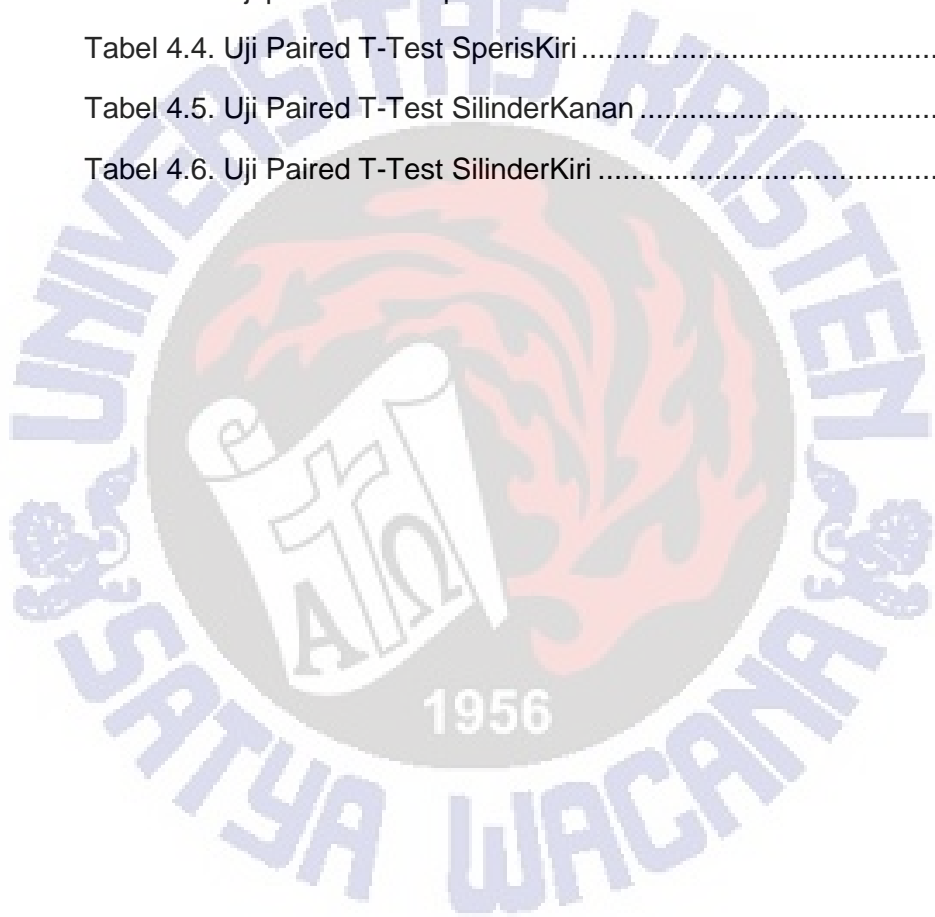 Tabel 4.4. Uji Paired T-Test SperisKiri ....................................
Tabel 4.5. Uji Paired T-Test SilinderKanan ..............................
Tabel 4.6. Uji Paired T-Test SilinderKiri ..................................
UNIVERSITAS KRISTEN
Α Ω
1956
SATYA WACANA